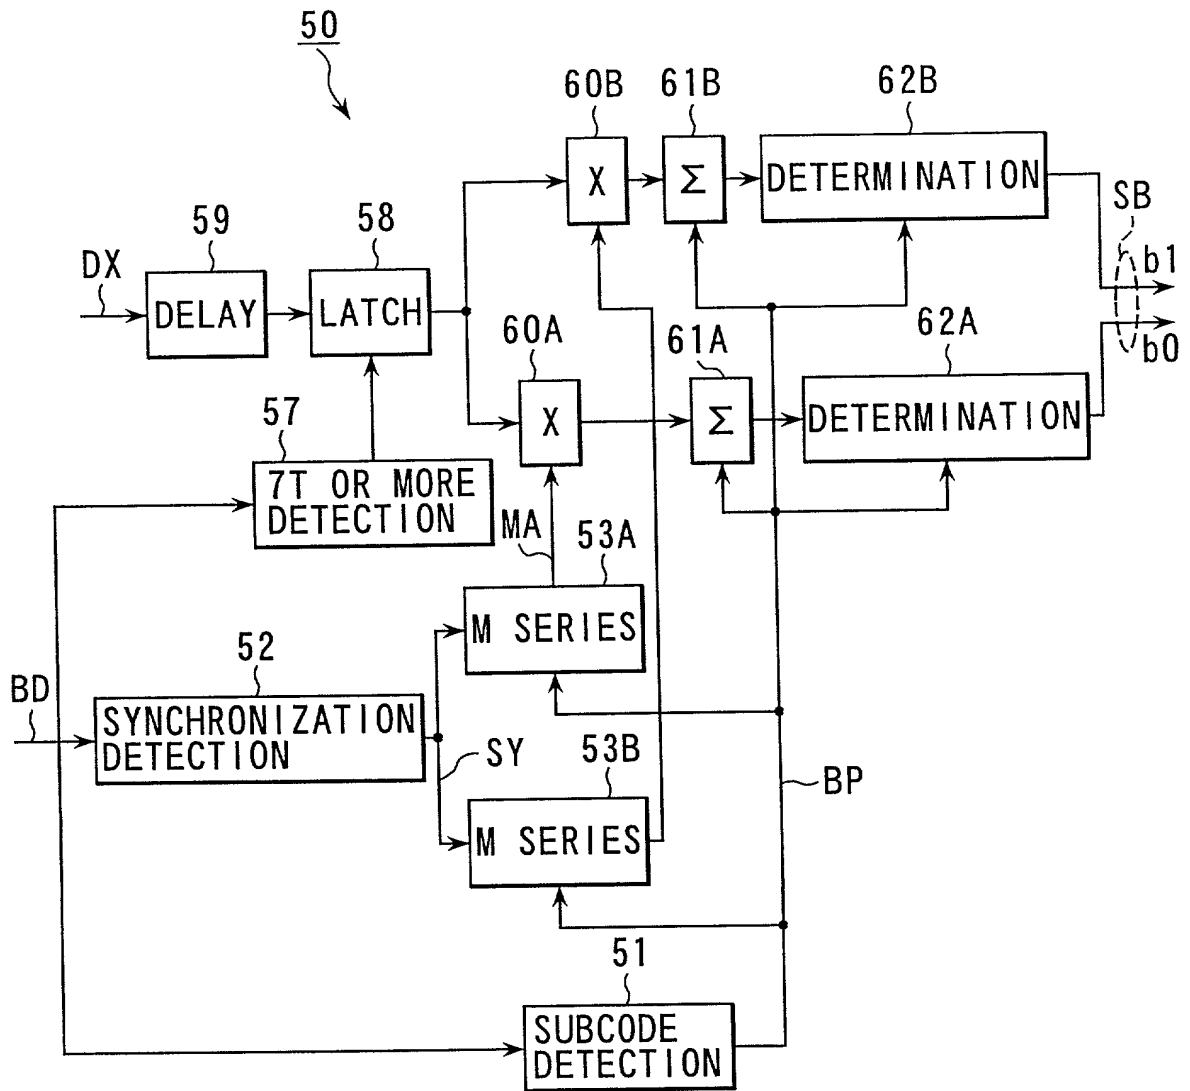 50
60B
61B
62B
X
Σ
DETERMINATION
SB
59
58
DX
b1
DELAY
LATCH
60A
61A
62A
b0
X
Σ
DETERMINATION
57
7T OR MORE
DETECTION
MA
53A
M SERIES
52
BD
SYNCHRONIZATION
DETECTION
SY
53B
BP
M SERIES
51
SUBCODE
DETECTION